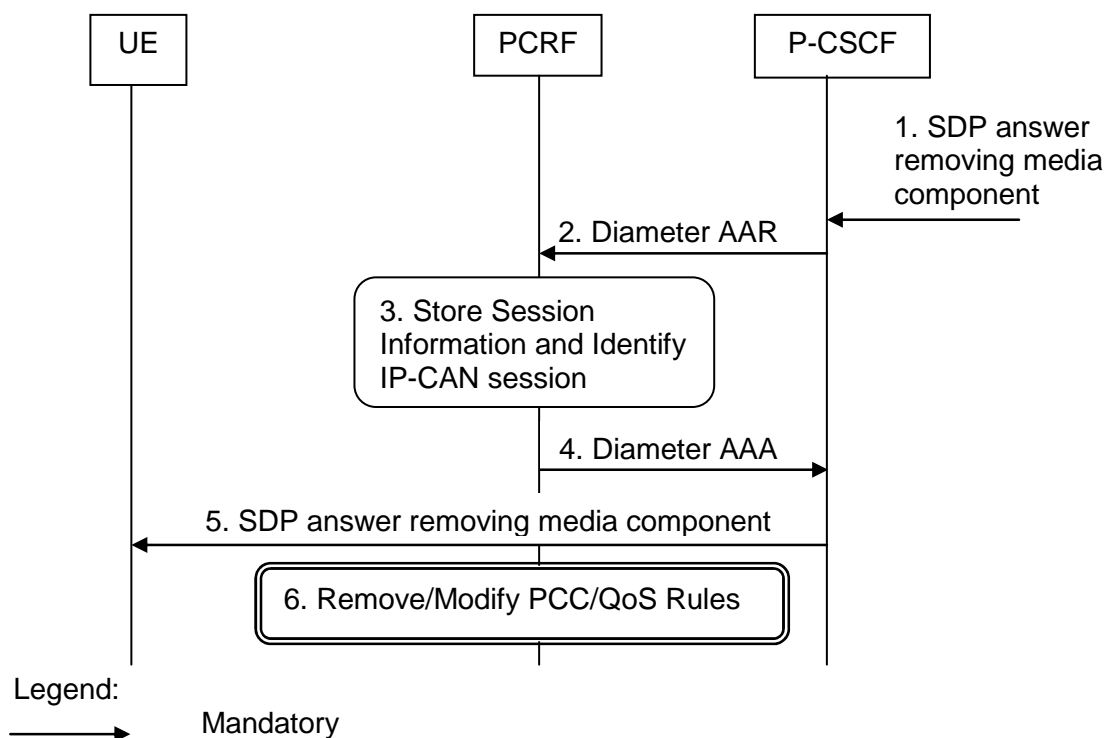 UE
PCRF
P-CSCF
1. SDP answer
removing media
component
2. Diameter AAR
3. Store Session
Information and Identify
IP-CAN session
4. Diameter AAA
5. SDP answer removing media component
6. Remove/Modify PCC/QoS Rules
Legend:
Mandatory